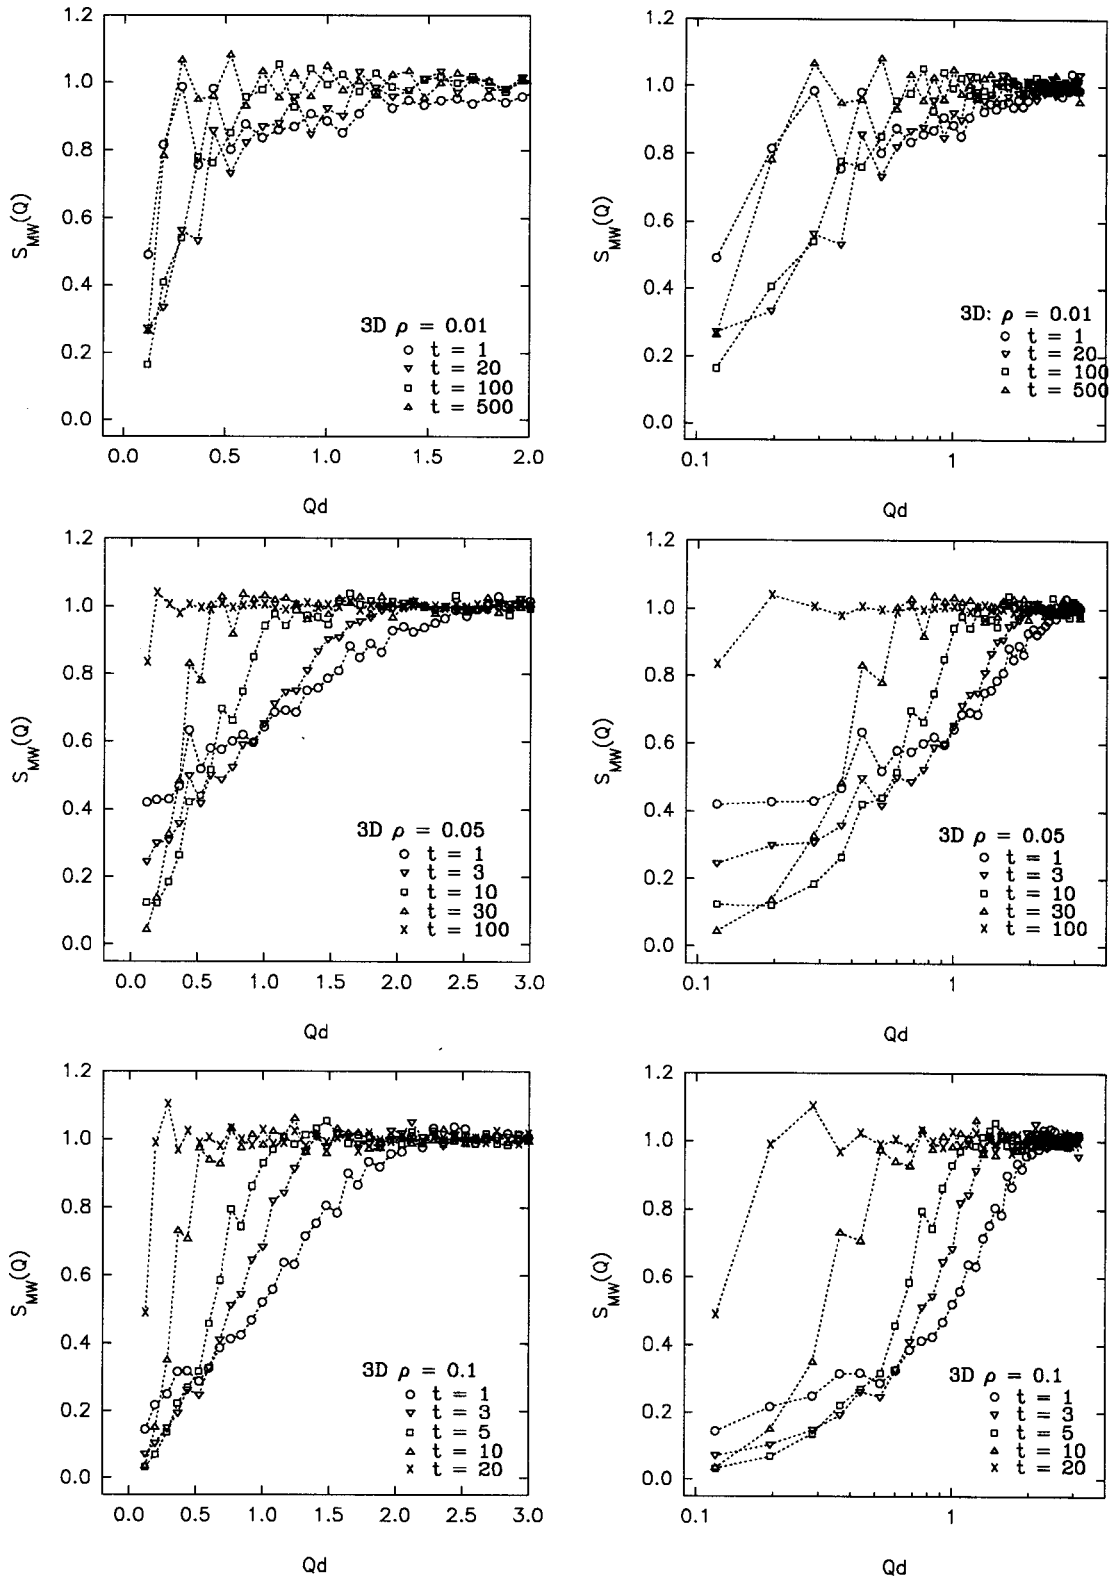 1.2
1.0
0.8
0.6
0.4
0.2
0.0
S_MW(Q)
3D ρ = 0.01
○ t = 1
▽ t = 20
□ t = 100
△ t = 500
0.0 0.5 1.0 1.5 2.0
Qd
1.2
1.0
0.8
0.6
0.4
0.2
0.0
S_MW(Q)
3D: ρ = 0.01
○ t = 1
▽ t = 20
□ t = 100
△ t = 500
0.1 1
Qd
1.2
1.0
0.8
0.6
0.4
0.2
0.0
S_MW(Q)
3D ρ = 0.05
○ t = 1
▽ t = 3
□ t = 10
△ t = 30
× t = 100
0.0 0.5 1.0 1.5 2.0 2.5 3.0
Qd
1.2
1.0
0.8
0.6
0.4
0.2
0.0
S_MW(Q)
3D ρ = 0.05
○ t = 1
▽ t = 3
□ t = 10
△ t = 30
× t = 100
0.1 1
Qd
1.2
1.0
0.8
0.6
0.4
0.2
0.0
S_MW(Q)
3D ρ = 0.1
○ t = 1
▽ t = 3
□ t = 5
△ t = 10
× t = 20
0.0 0.5 1.0 1.5 2.0 2.5 3.0
Qd
1.2
1.0
0.8
0.6
0.4
0.2
0.0
S_MW(Q)
3D ρ = 0.1
○ t = 1
▽ t = 3
□ t = 5
△ t = 10
× t = 20
0.1 1
Qd